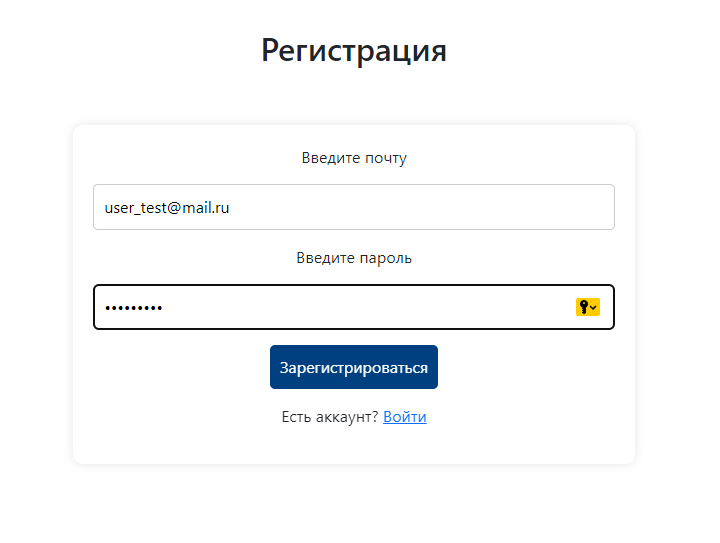 Регистрация
Введите почту
user_test@mail.ru
Введите пароль
•••••••••
Зарегистрироваться
Есть аккаунт? Войти